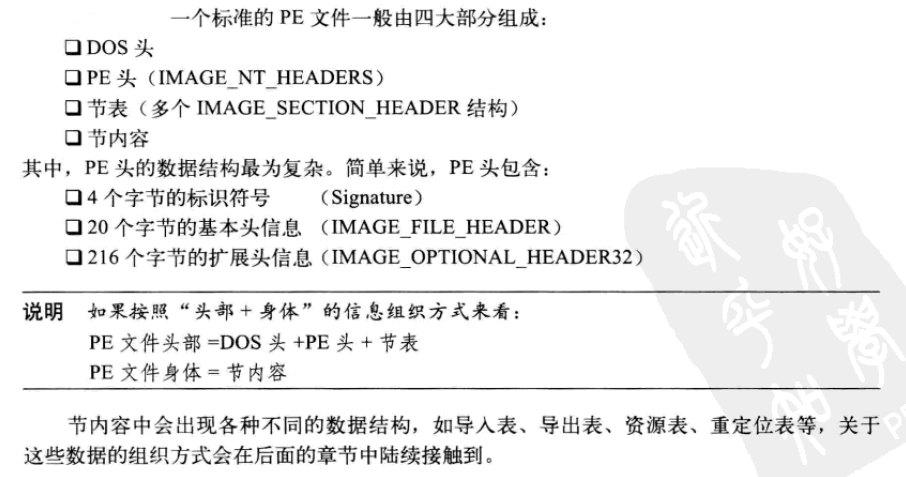 一个标准的 PE 文件一般由四大部分组成：
❑ DOS 头
❑ PE 头（IMAGE_NT_HEADERS）
❑ 节表（多个 IMAGE_SECTION_HEADER 结构）
❑ 节内容
其中，PE 头的数据结构最为复杂。简单来说，PE 头包含：
❑ 4 个字节的标识符号 （Signature）
❑ 20 个字节的基本头信息 （IMAGE_FILE_HEADER）
❑ 216 个字节的扩展头信息（IMAGE_OPTIONAL_HEADER32）
说明 如果按照“头部 + 身体”的信息组织方式来看：
PE 文件头部 =DOS 头 +PE 头 + 节表
PE 文件身体 = 节内容
节内容中会出现各种不同的数据结构，如导入表、导出表、资源表、重定位表等，关于
这些数据的组织方式会在后面的章节中陆续接触到。